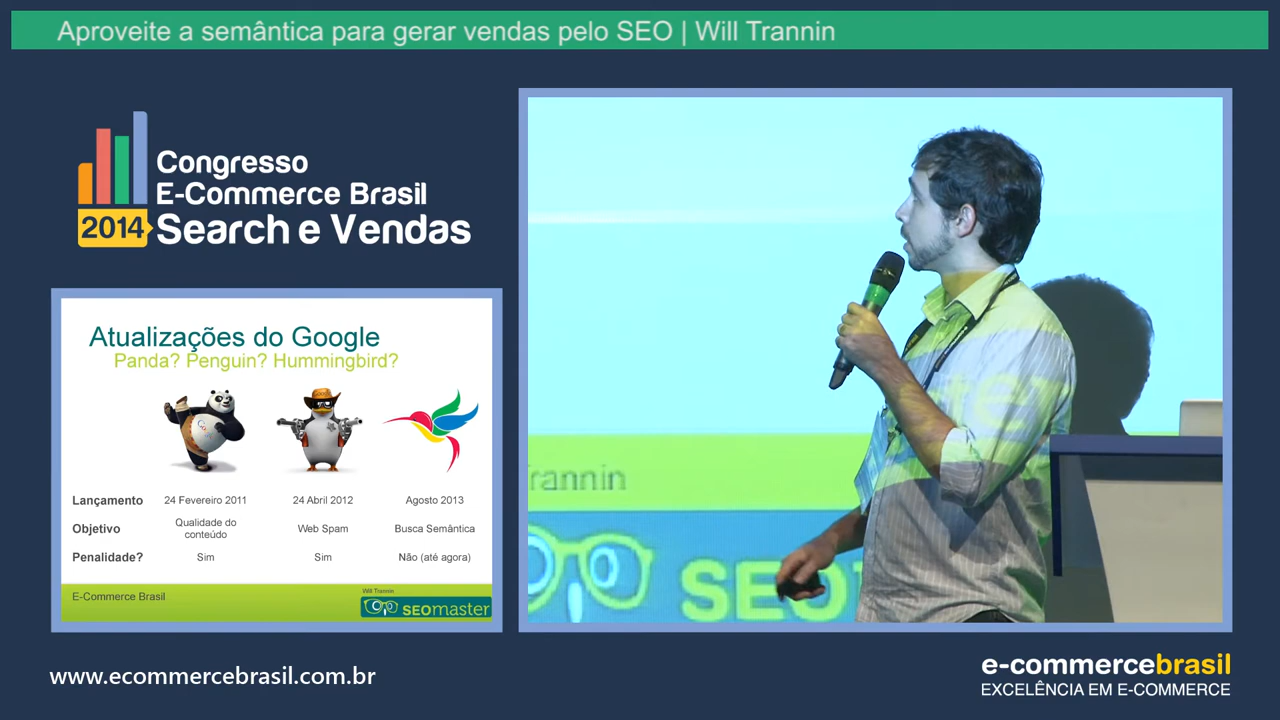 Aproveite a semântica para gerar vendas pelo SEO | Will Trannin
Congresso
E-Commerce Brasil
2014 Search e Vendas
Atualizações do Google
Panda? Penguin? Hummingbird?
Lançamento 24 Fevereiro 2011 24 Abril 2012 Agosto 2013
Objetivo Qualidade do conteúdo Web Spam Busca Semântica
Penalidade? Sim Sim Não (até agora)
E-Commerce Brasil
Will Trannin
SEOmaster
rannin
SEO
www.ecommercebrasil.com.br
e-commercebrasil
EXCELÊNCIA EM E-COMMERCE